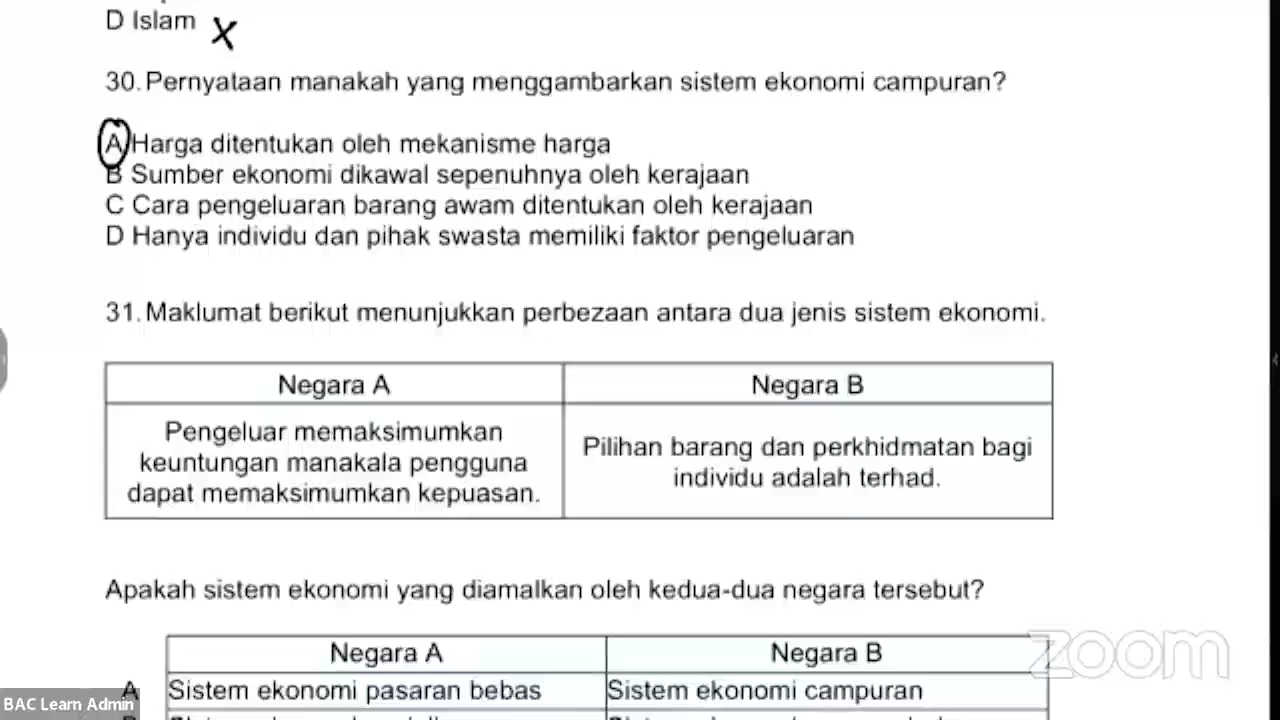 D Islam X
30. Pernyataan manakah yang menggambarkan sistem ekonomi campuran?
A Harga ditentukan oleh mekanisme harga
B Sumber ekonomi dikawal sepenuhnya oleh kerajaan
C Cara pengeluaran barang awam ditentukan oleh kerajaan
D Hanya individu dan pihak swasta memiliki faktor pengeluaran
31. Maklumat berikut menunjukkan perbezaan antara dua jenis sistem ekonomi.
Negara A
Negara B
Pengeluar memaksimumkan
keuntungan manakala pengguna
dapat memaksimumkan kepuasan.
Pilihan barang dan perkhidmatan bagi
individu adalah terhad.
Apakah sistem ekonomi yang diamalkan oleh kedua-dua negara tersebut?
Negara A
Negara B
A Sistem ekonomi pasaran bebas
Sistem ekonomi campuran
zoom
BAC Learn Admin